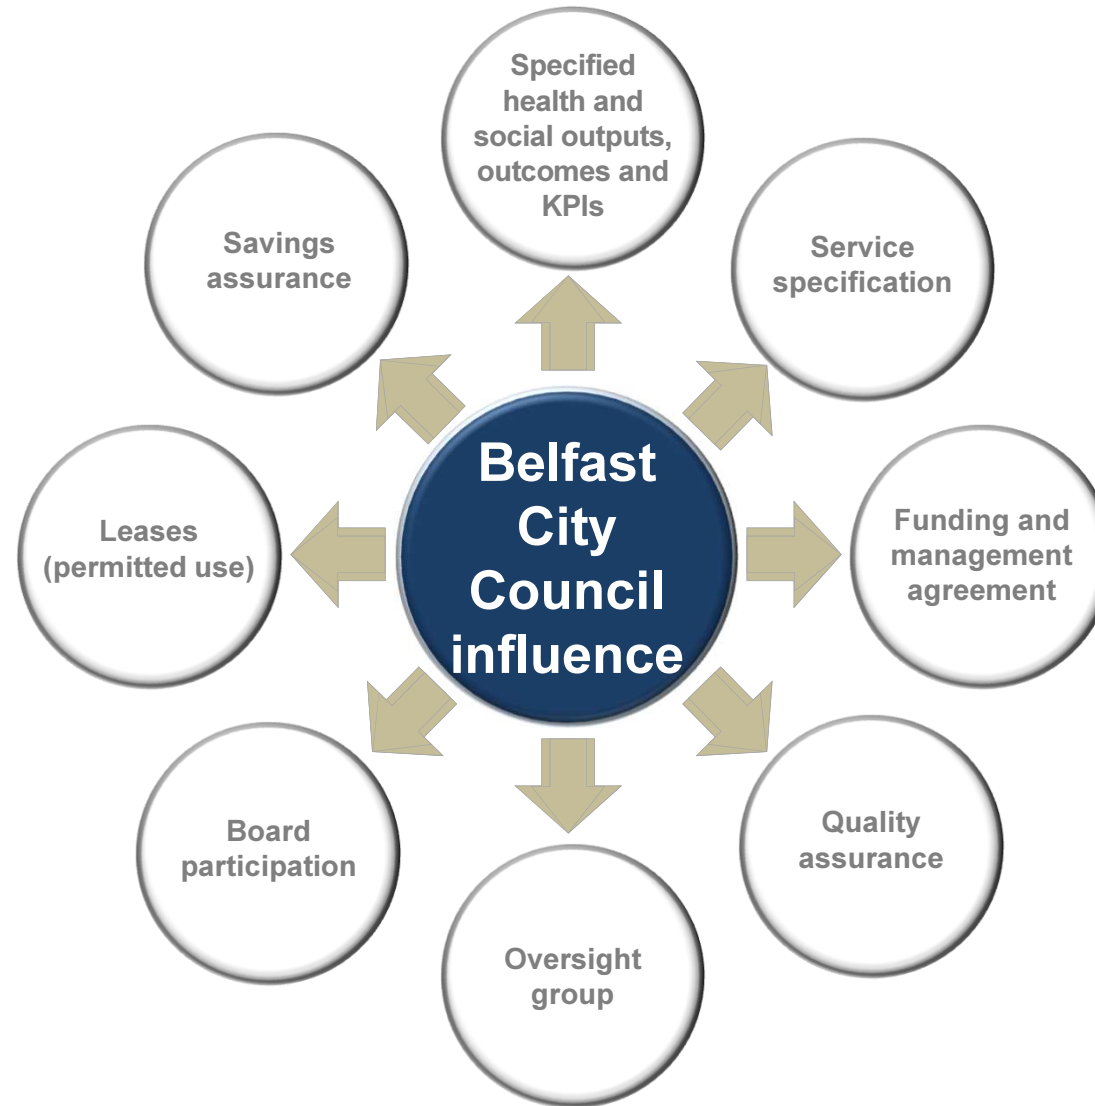 Specified
health and
social outputs,
outcomes and
KPIs
Service
specification
Funding and
management
agreement
Quality
assurance
Oversight
group
Board
participation
Leases
(permitted use)
Savings
assurance
Belfast
City
Council
influence